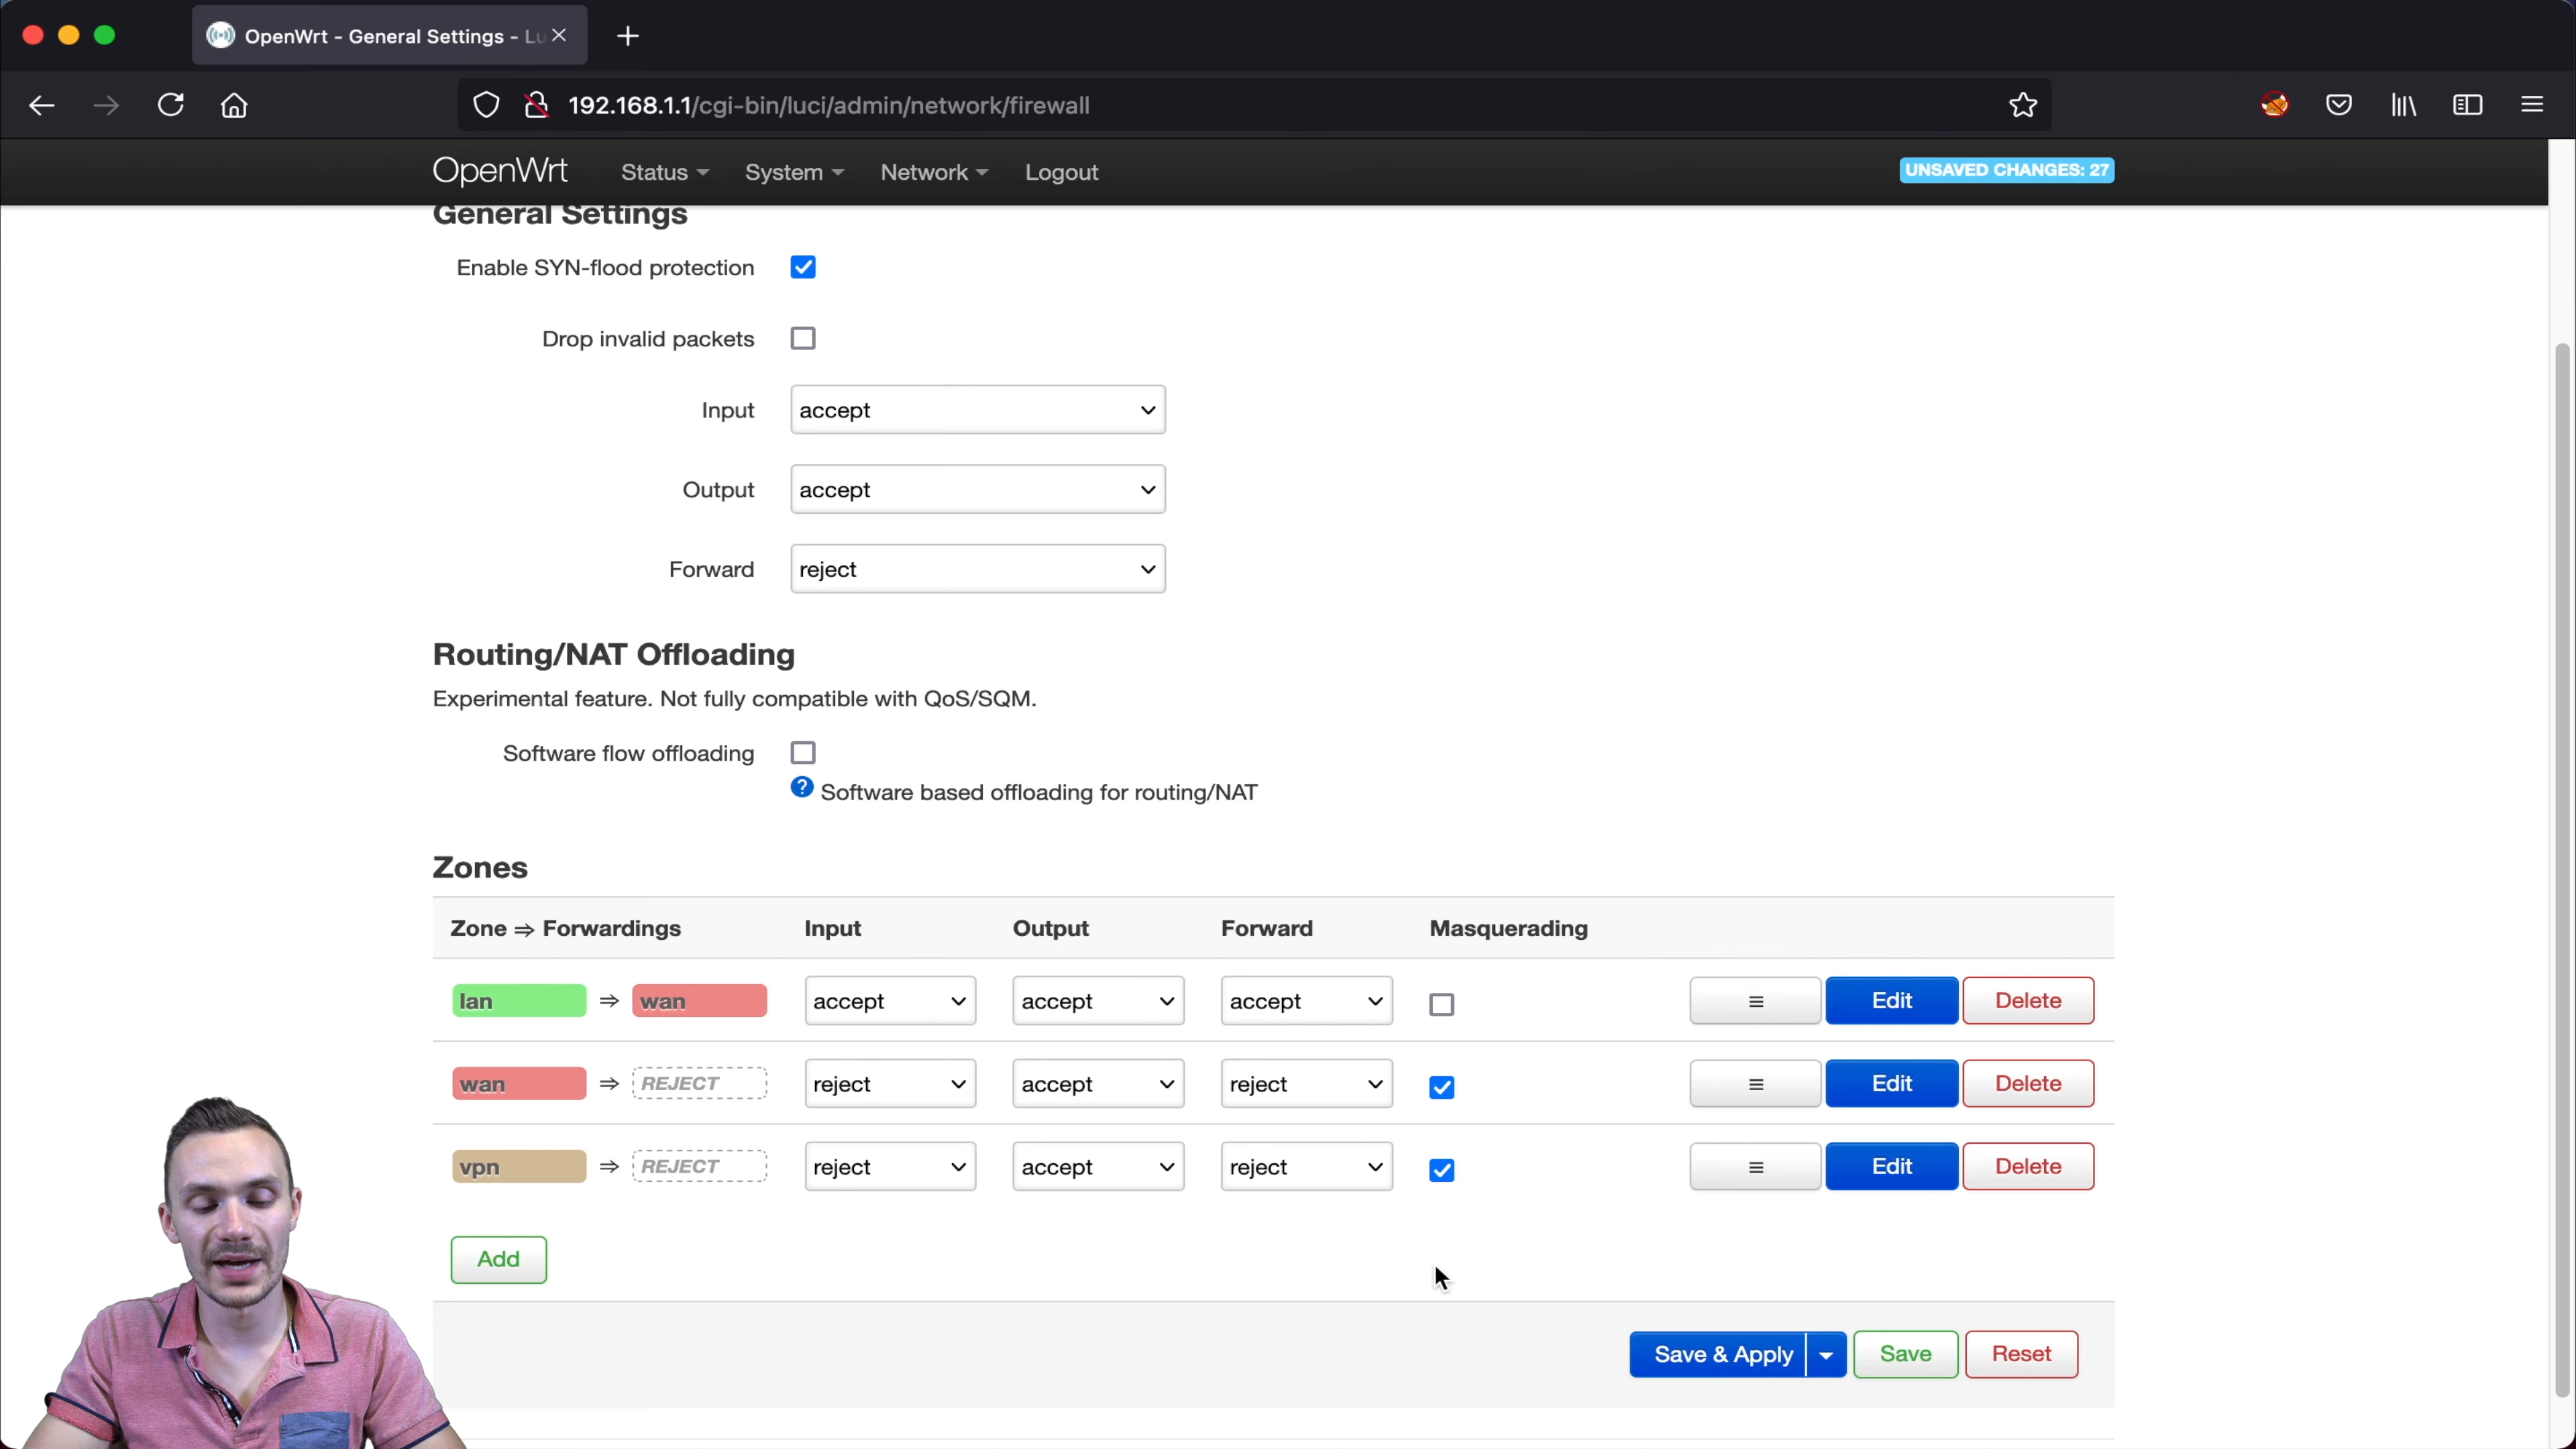 OpenWrt - General Settings - Lu
192.168.1.1/cgi-bin/luci/admin/network/firewall
OpenWrt Status System Network Logout UNSAVED CHANGES: 27
General Settings
Enable SYN-flood protection
Drop invalid packets
Input accept
Output accept
Forward reject
Routing/NAT Offloading
Experimental feature. Not fully compatible with QoS/SQM.
Software flow offloading
? Software based offloading for routing/NAT
Zones
Zone ⇒ Forwardings Input Output Forward Masquerading
lan ⇒ wan accept accept accept Edit Delete
wan ⇒ REJECT reject accept reject Edit Delete
vpn ⇒ REJECT reject accept reject Edit Delete
Add
Save & Apply Save Reset